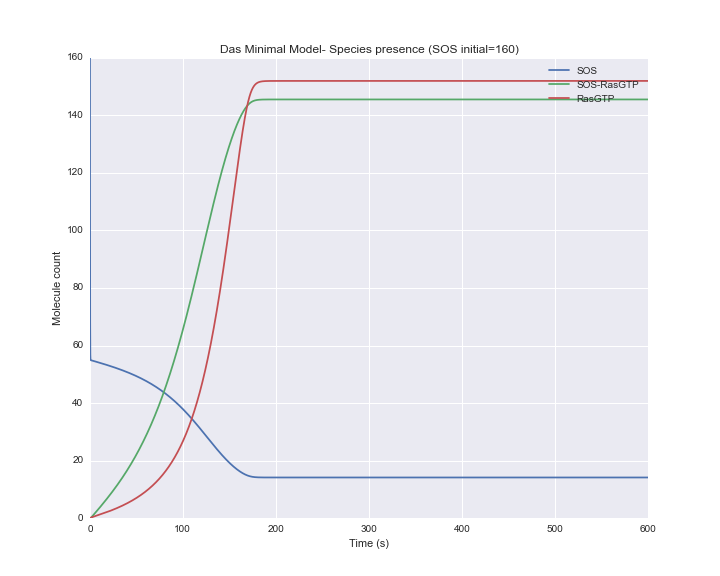 Das Minimal Model- Species presence (SOS initial=160)
160
140
120
100
80
60
40
20
0
Molecule count
SOS
SOS-RasGTP
RasGTP
0 100 200 300 400 500 600
Time (s)